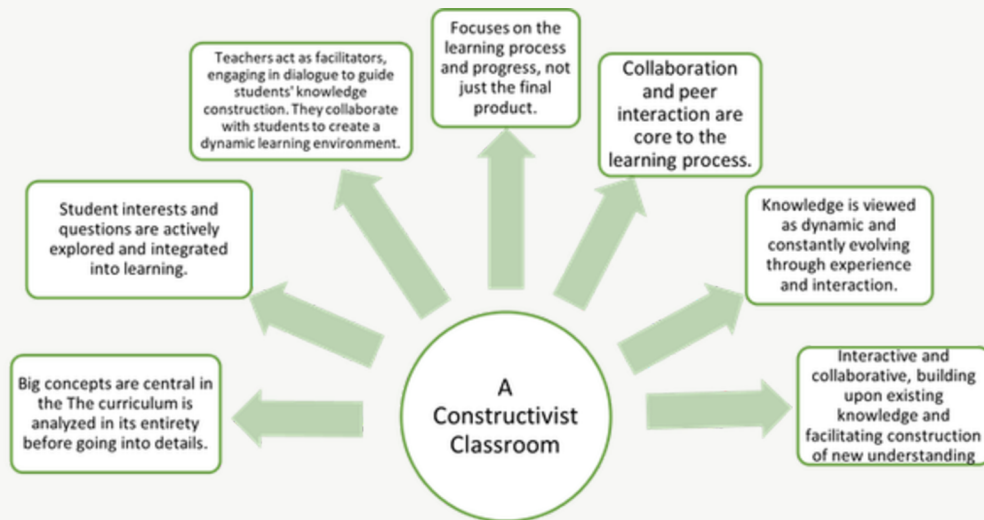 Focuses on the
learning process
and progress, not
just the final
product.
Teachers act as facilitators,
engaging in dialogue to guide
students' knowledge
construction. They collaborate
with students to create a
dynamic learning environment.
Collaboration
and peer
interaction are
core to the
learning process.
Student interests and
questions are actively
explored and integrated
into learning.
Knowledge is viewed
as dynamic and
constantly evolving
through experience
and interaction.
Big concepts are central in
the The curriculum is
analyzed in its entirety
before going into details.
A
Constructivist
Classroom
Interactive and
collaborative, building
upon existing
knowledge and
facilitating construction
of new understanding